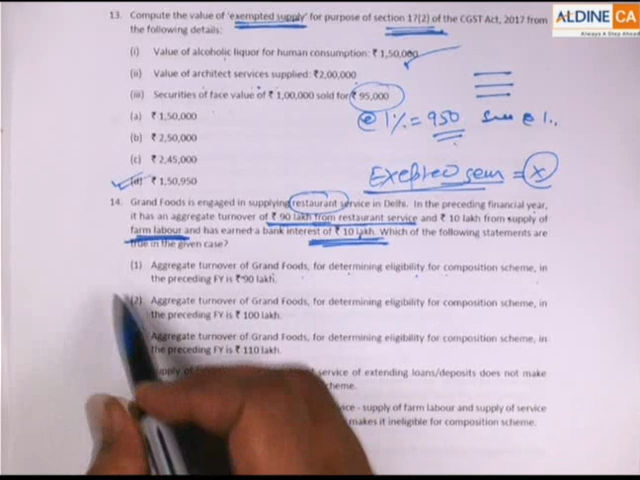 ALDINE CA
Always A Step Ahead
13. Compute the value of 'exempted supply' for purpose of section 17(2) of the CGST Act, 2017 from
the following details:
(i) Value of alcoholic liquor for human consumption: ₹ 1,50,000
(ii) Value of architect services supplied: ₹2,00,000
(iii) Securities of face value of ₹ 1,00,000 sold for ₹ 95,000
@ 1% = 950
(a) ₹ 1,50,000
(b) ₹ 2,50,000
(c) ₹ 2,45,000
(d) ₹ 1,50,950
14. Grand Foods is engaged in supplying restaurant service in Delhi. In the preceding financial year,
it has an aggregate turnover of ₹ 90 lakh from restaurant service and ₹ 10 lakh from supply of
farm labour and has earned a bank interest of ₹ 10 lakh. Which of the following statements are
true in the given case?
(1) Aggregate turnover of Grand Foods, for determining eligibility for composition scheme, in
the preceding FY is ₹ 90 lakh.
(2) Aggregate turnover of Grand Foods, for determining eligibility for composition scheme, in
the preceding FY is ₹ 100 lakh.
Aggregate turnover of Grand Foods, for determining eligibility for composition scheme, in
the preceding FY is ₹ 110 lakh.
service of extending loans/deposits does not make
- supply of farm labour and supply of service
makes it ineligible for composition scheme.